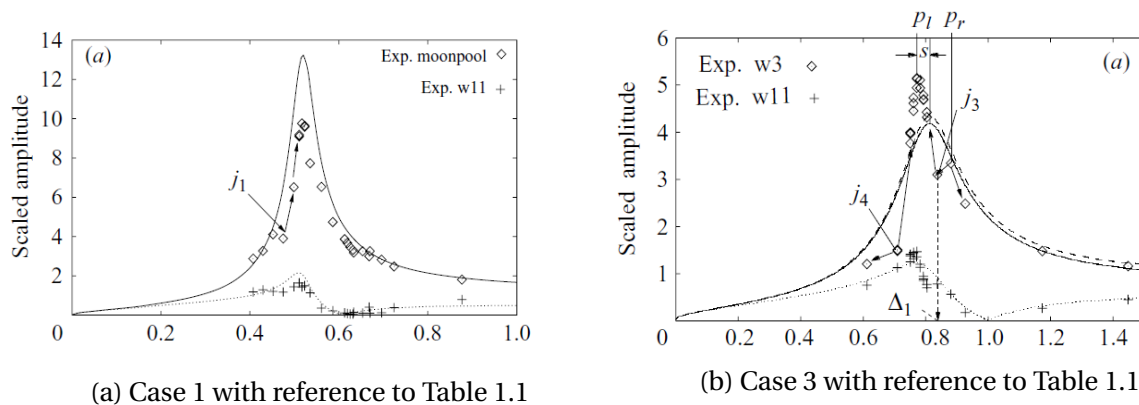 14
12
10
8
6
4
2
Scaled amplitude
(a)
Exp. moonpool
Exp. w11
j1
0
0.2
0.4
0.6
0.8
1.0
(a) Case 1 with reference to Table 1.1
pl
pr
s
6
5
4
3
2
1
Scaled amplitude
Exp. w3
Exp. w11
(a)
j3
j4
Δ1
0
0.2
0.4
0.6
0.8
1.0
1.2
1.4
(b) Case 3 with reference to Table 1.1